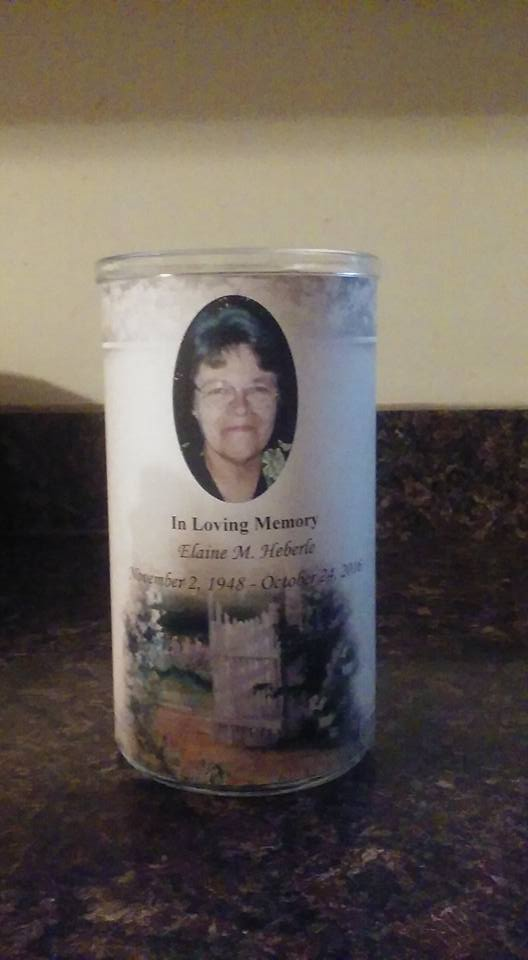 In Loving Memory
Elaine M. Heberle
November 2, 1948 - October 24, 2016